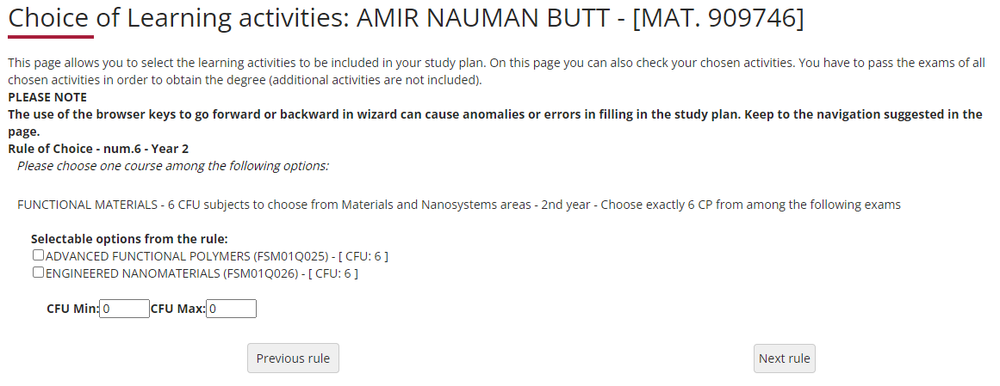 Choice of Learning activities: AMIR NAUMAN BUTT - [MAT. 909746]
This page allows you to select the learning activities to be included in your study plan. On this page you can also check your chosen activities. You have to pass the exams of all
chosen activities in order to obtain the degree (additional activities are not included).
PLEASE NOTE
The use of the browser keys to go forward or backward in wizard can cause anomalies or errors in filling in the study plan. Keep to the navigation suggested in the
page.
Rule of Choice - num.6 - Year 2
Please choose one course among the following options:
FUNCTIONAL MATERIALS - 6 CFU subjects to choose from Materials and Nanosystems areas - 2nd year - Choose exactly 6 CP from among the following exams
Selectable options from the rule:
ADVANCED FUNCTIONAL POLYMERS (FSM01Q025) - [ CFU: 6 ]
ENGINEERED NANOMATERIALS (FSM01Q026) - [ CFU: 6 ]
CFU Min: 0 CFU Max: 0
Previous rule Next rule